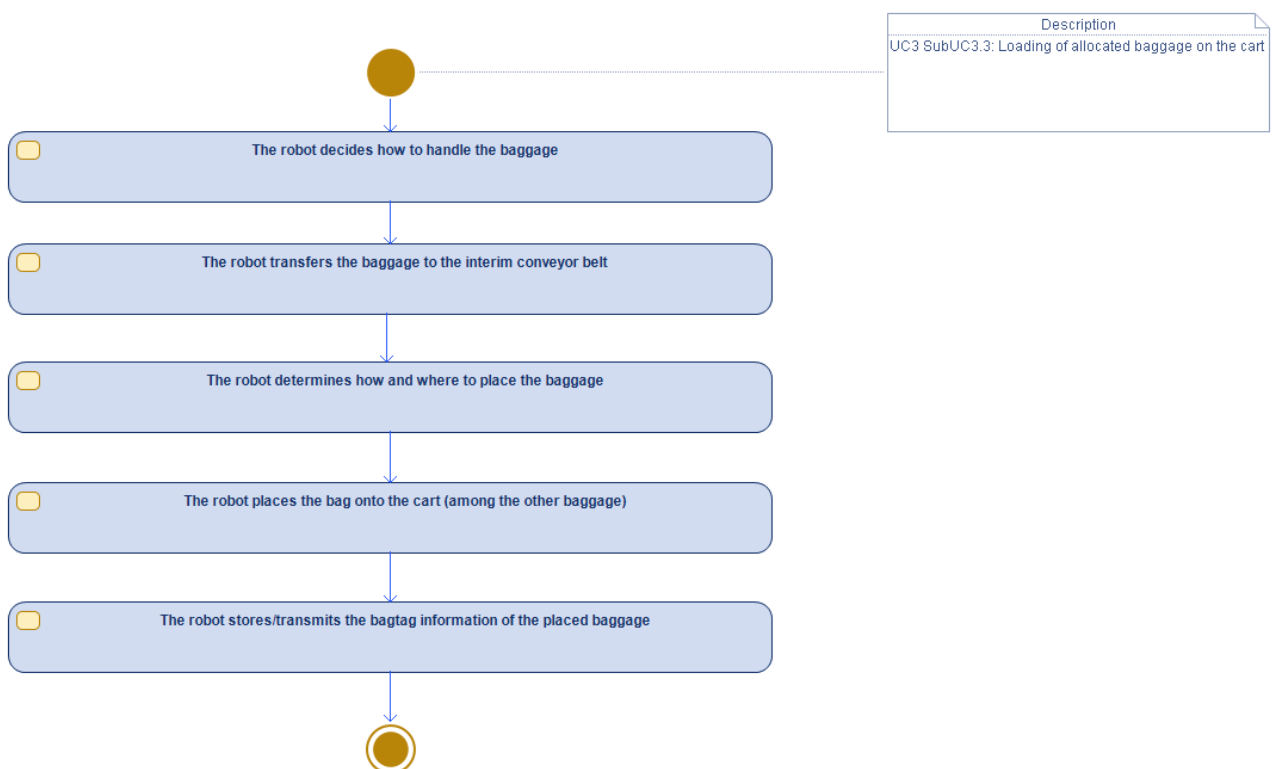 Description
UC3 SubUC3.3: Loading of allocated baggage on the cart
The robot decides how to handle the baggage
The robot transfers the baggage to the interim conveyor belt
The robot determines how and where to place the baggage
The robot places the bag onto the cart (among the other baggage)
The robot stores/transmits the bagtag information of the placed baggage